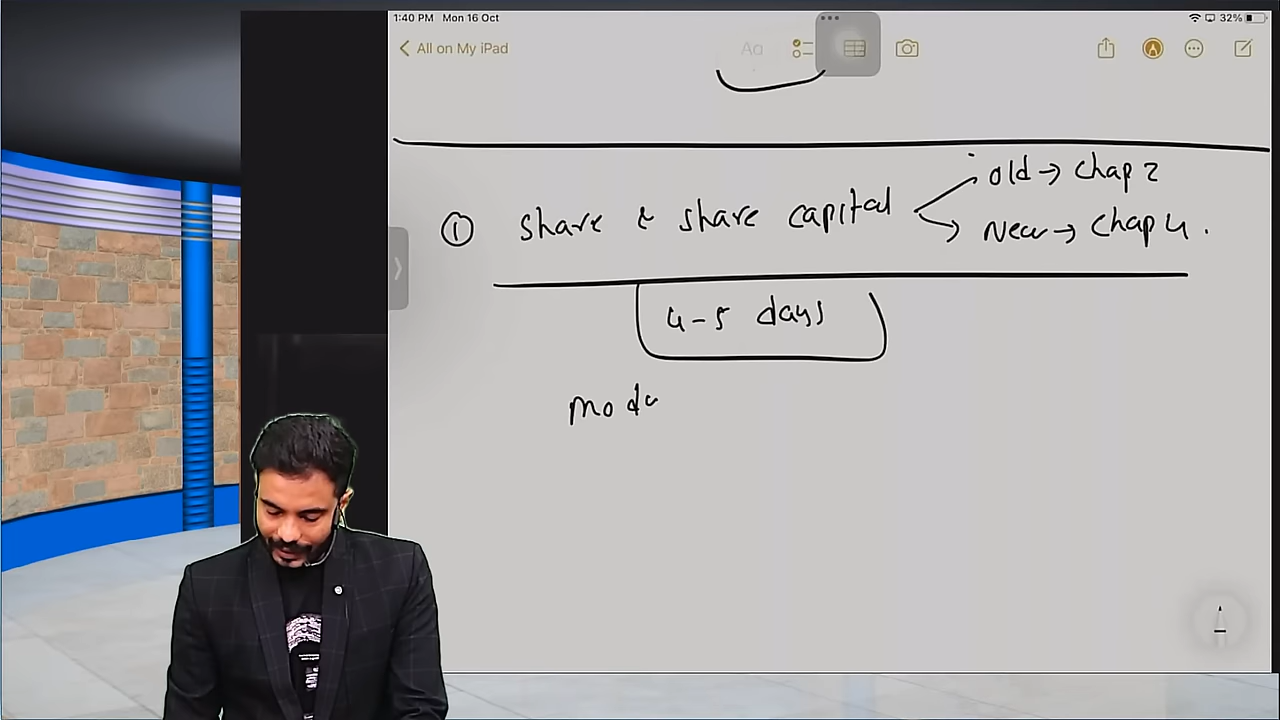 1:40 PM Mon 16 Oct
32%
All on My iPad
Aa
old → chap 2
① share & share capital
New → chap 4.
4-5 days
mode